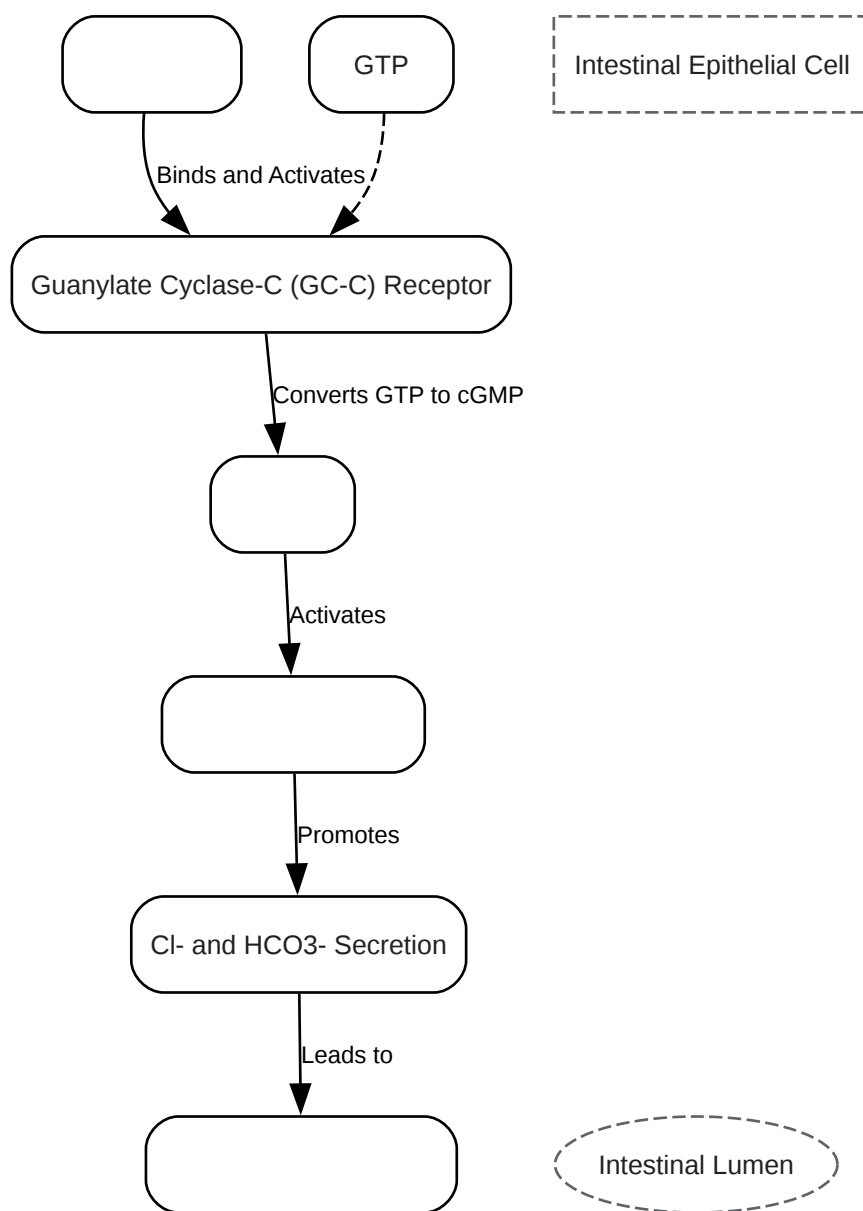 GTP
Intestinal Epithelial Cell
Binds and Activates
Guanylate Cyclase-C (GC-C) Receptor
Converts GTP to cGMP
Activates
Promotes
Cl- and HCO3- Secretion
Leads to
Intestinal Lumen